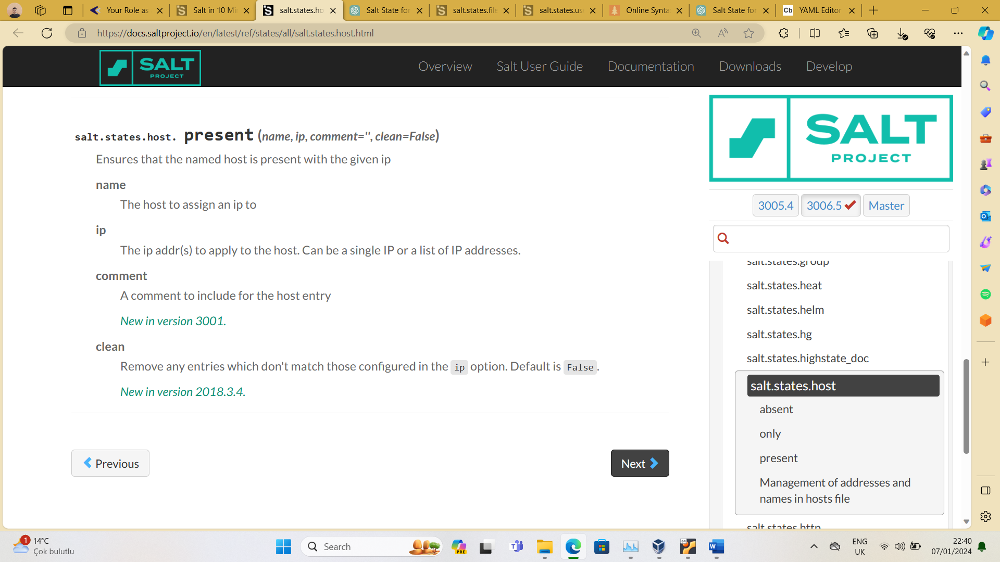 Your Role as
Salt in 10 Mi
salt.states.ho
Salt State for
salt.states.file
salt.states.us
Online Synta
Salt State for
Cb YAML Editor
https://docs.saltproject.io/en/latest/ref/states/all/salt.states.host.html
SALT
PROJECT
Overview
Salt User Guide
Documentation
Downloads
Develop
salt.states.host. present (name, ip, comment='', clean=False)
Ensures that the named host is present with the given ip
name
The host to assign an ip to
ip
The ip addr(s) to apply to the host. Can be a single IP or a list of IP addresses.
comment
A comment to include for the host entry
New in version 3001.
clean
Remove any entries which don't match those configured in the ip option. Default is False.
New in version 2018.3.4.
Previous
Next
SALT
PROJECT
3005.4
3006.5
Master
salt.states.group
salt.states.heat
salt.states.helm
salt.states.hg
salt.states.highstate_doc
salt.states.host
absent
only
present
Management of addresses and
names in hosts file
salt.states.http
1
14°C
Çok bulutlu
Search
PRE
64
ENG
UK
22:40
07/01/2024